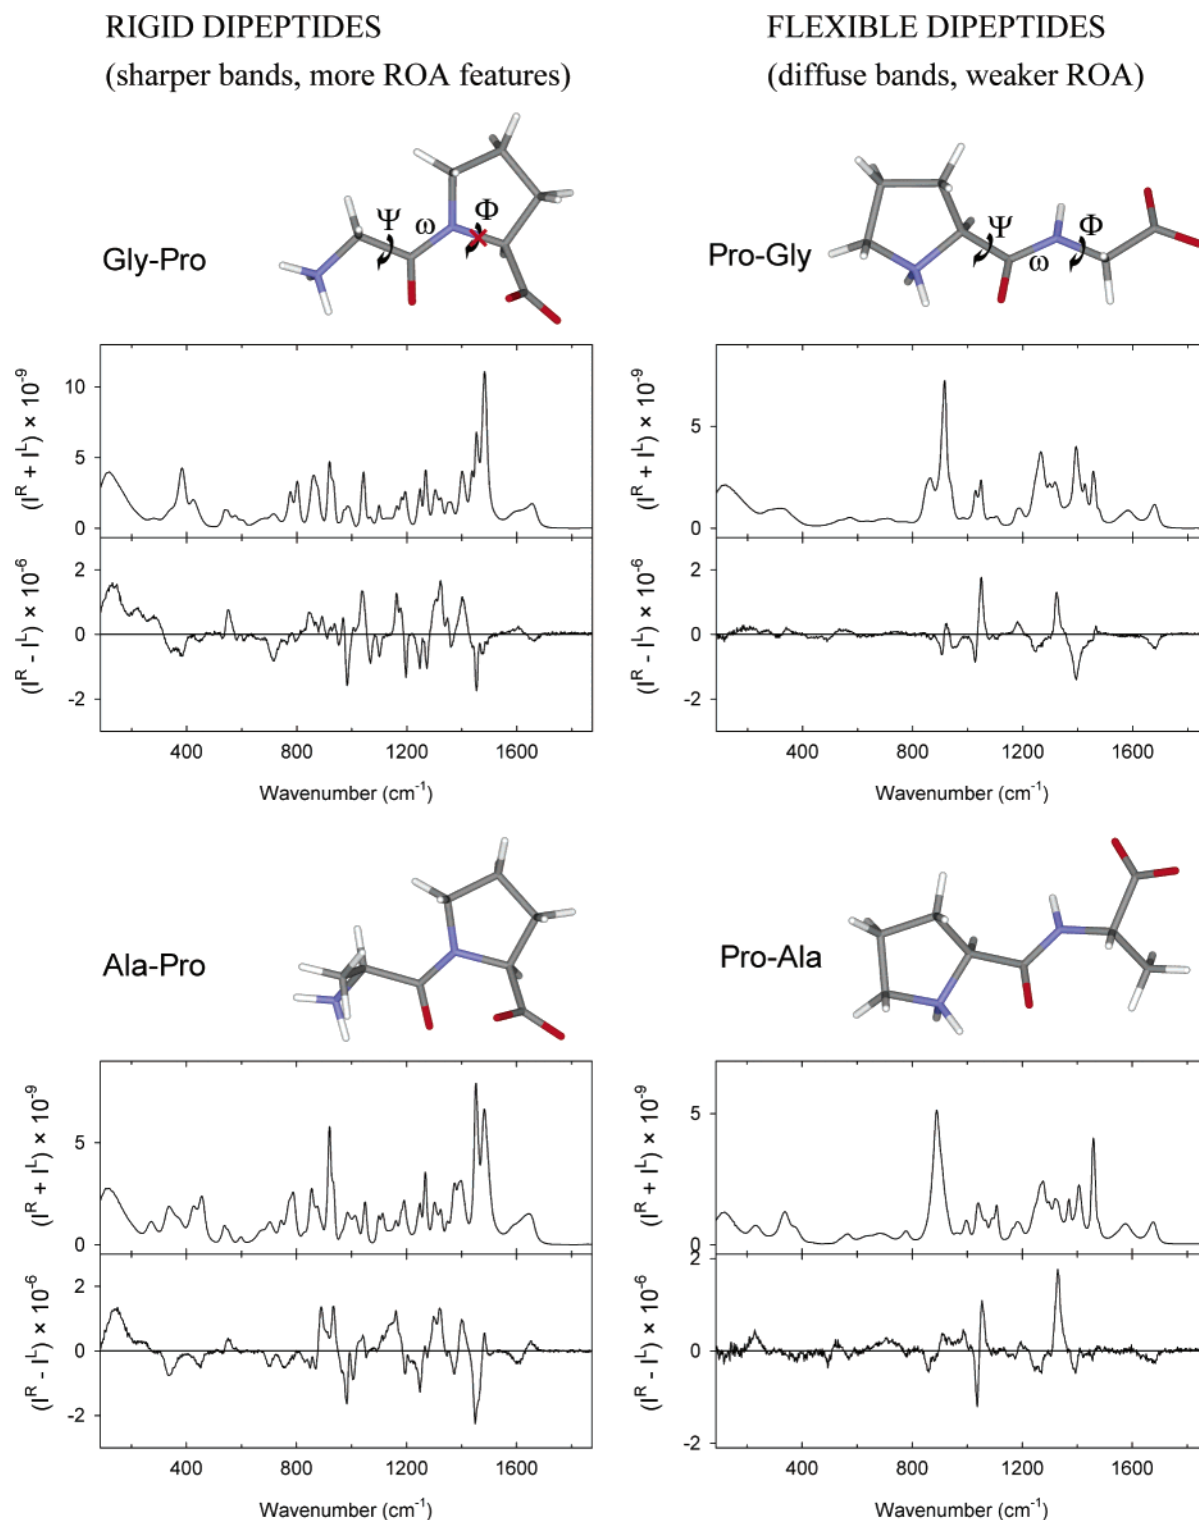 RIGID DIPEPTIDES
(sharper bands, more ROA features)
FLEXIBLE DIPEPTIDES
(diffuse bands, weaker ROA)
Gly-Pro
Ψ ω Φ
Pro-Gly
Ψ ω Φ
(I^R + I^L) × 10^-9
10
5
0
(I^R - I^L) × 10^-6
2
0
-2
400 800 1200 1600
Wavenumber (cm^-1)
(I^R + I^L) × 10^-9
5
0
(I^R - I^L) × 10^-6
2
0
-2
400 800 1200 1600
Wavenumber (cm^-1)
Ala-Pro
Pro-Ala
(I^R + I^L) × 10^-9
5
0
(I^R - I^L) × 10^-6
2
0
-2
400 800 1200 1600
Wavenumber (cm^-1)
(I^R + I^L) × 10^-9
5
0
(I^R - I^L) × 10^-6
2
0
-2
400 800 1200 1600
Wavenumber (cm^-1)